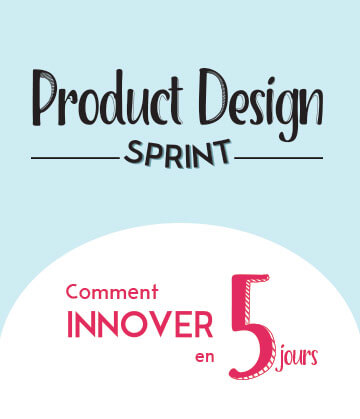 Product Design
SPRINT
Comment
INNOVER 5
en jours